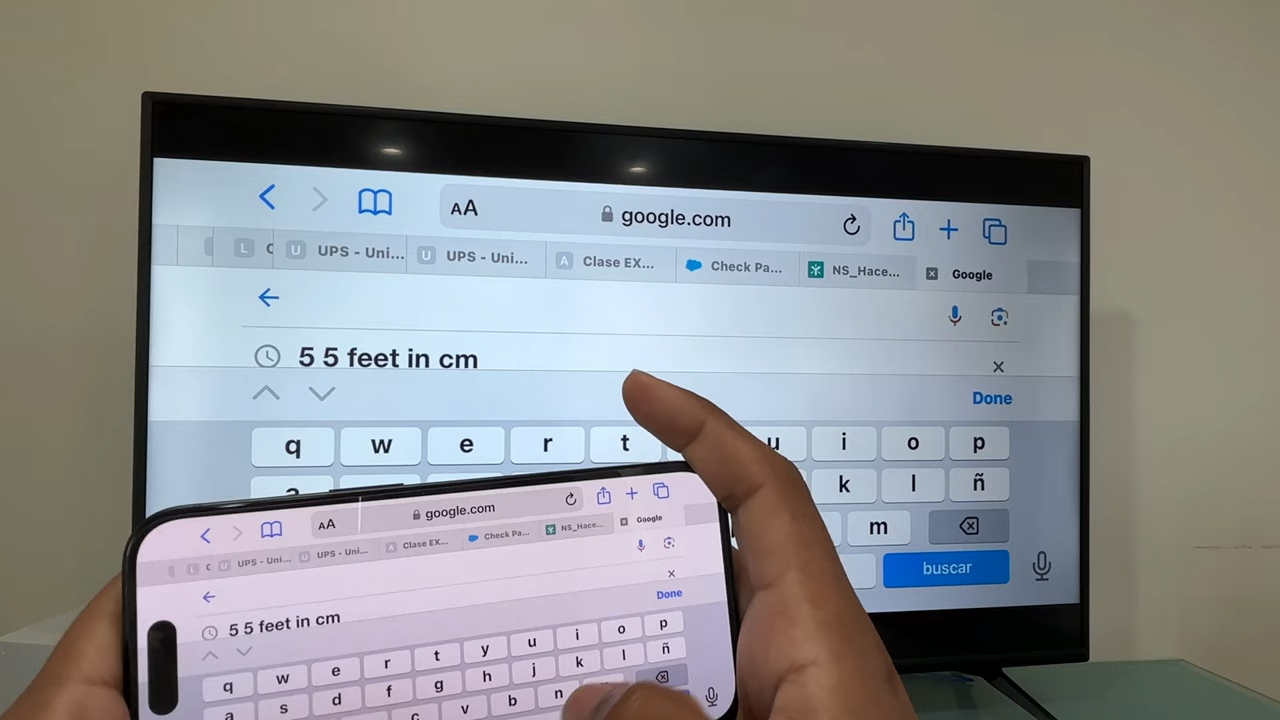 AA google.com
L C U UPS - Uni... U UPS - Uni... A Clase EX... Check Pa... NS_Hace... Google
5 5 feet in cm
Done
q w e r t u i o p
k l ñ
m
buscar
AA google.com
L C U UPS - Uni... U UPS - Uni... A Clase EX... Check Pa... NS_Hace... Google
5 5 feet in cm
Done
q w e r t y u i o p
a s d f g h j k l ñ
c v b n